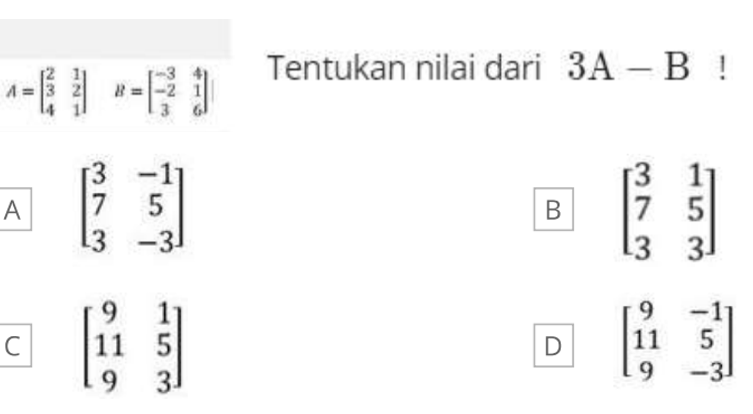 A = [2 1; 3 2; 4 1] B = [-3 4; -2 1; 3 6]
Tentukan nilai dari 3A − B !
A [3 −1; 7 5; 3 −3]
B [3 1; 7 5; 3 3]
C [9 1; 11 5; 9 3]
D [9 −1; 11 5; 9 −3]